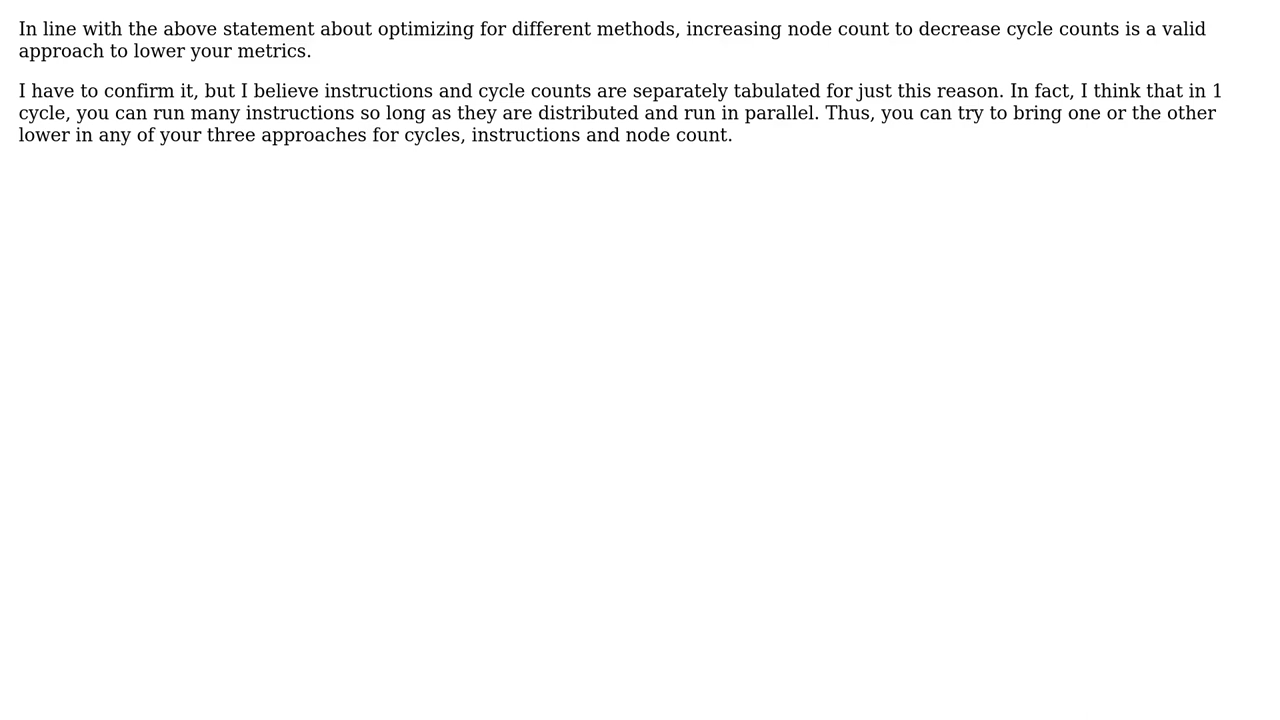 In line with the above statement about optimizing for different methods, increasing node count to decrease cycle counts is a valid
approach to lower your metrics.
I have to confirm it, but I believe instructions and cycle counts are separately tabulated for just this reason. In fact, I think that in 1
cycle, you can run many instructions so long as they are distributed and run in parallel. Thus, you can try to bring one or the other
lower in any of your three approaches for cycles, instructions and node count.